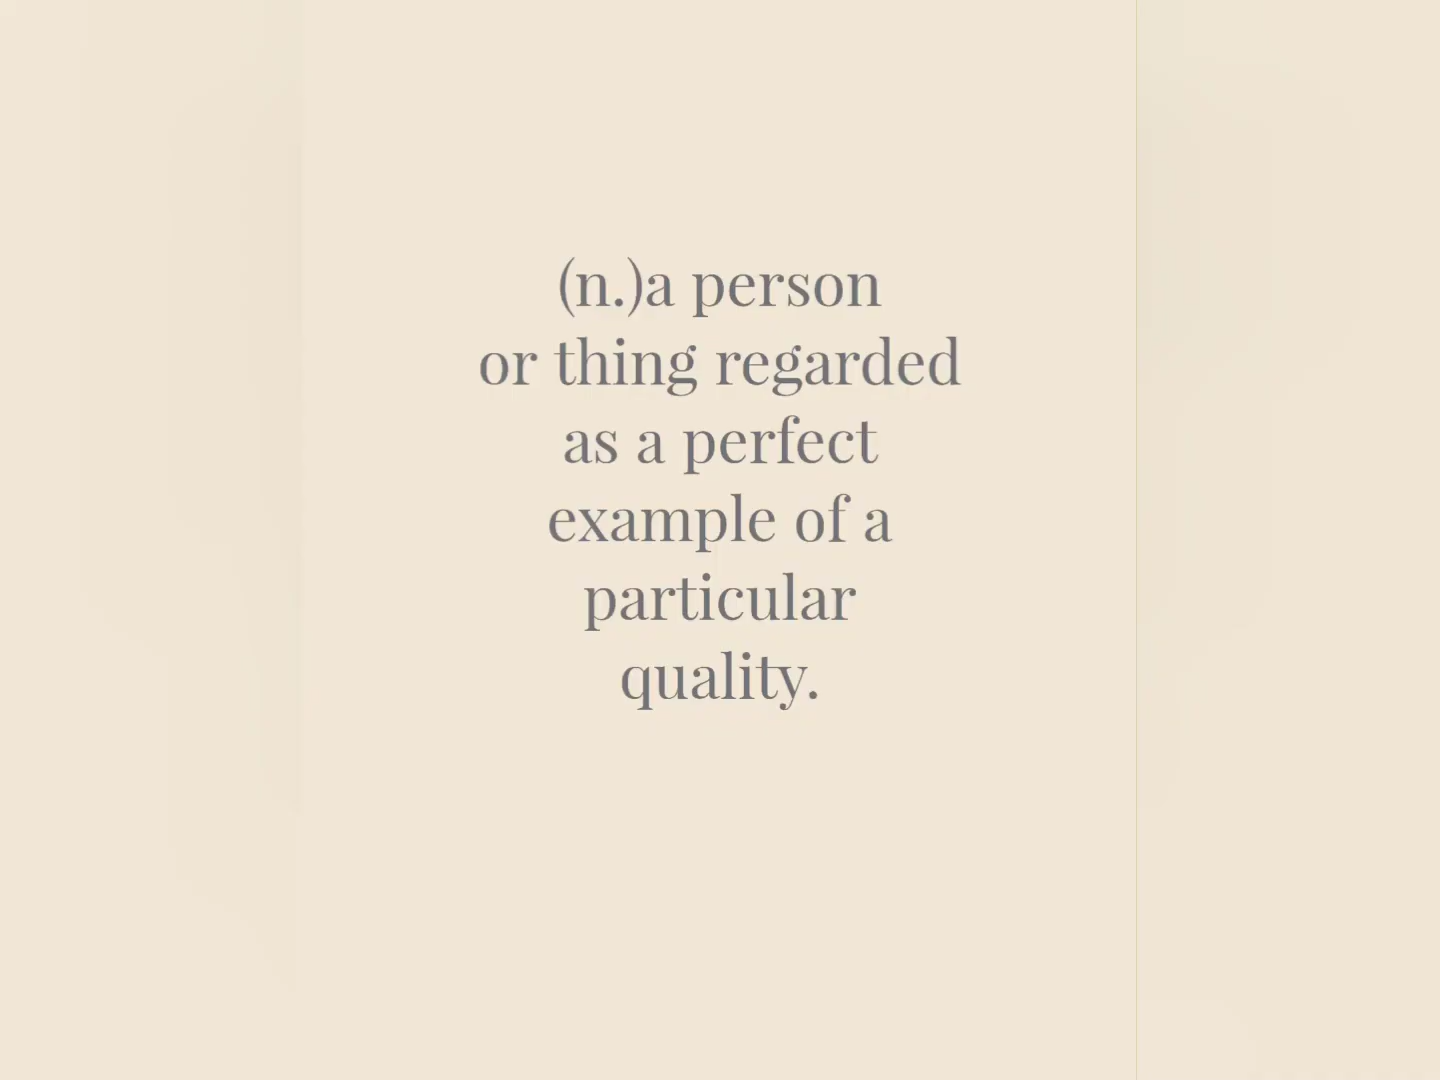 (n.)a person
or thing regarded
as a perfect
example of a
particular
quality.